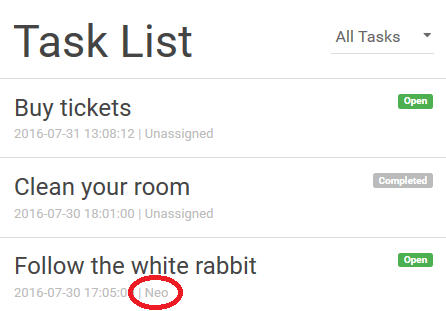 Task List
All Tasks
Buy tickets
Open
2016-07-31 13:08:12 | Unassigned
Clean your room
Completed
2016-07-30 18:01:00 | Unassigned
Follow the white rabbit
Open
2016-07-30 17:05:0 | Neo